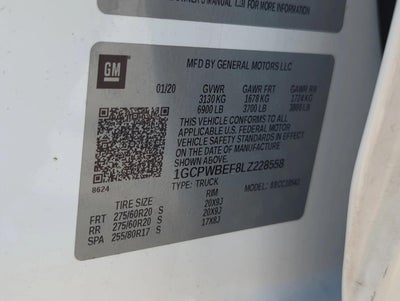 MORE INFORMATION
GM
MFD BY GENERAL MOTORS LLC
01/20 GVWR GAWR FRT GAWR RR
3130 KG 1678 KG 1724 KG
6900 LB 3700 LB 3800 LB
THIS VEHICLE CONFORMS TO ALL
APPLICABLE U.S. FEDERAL MOTOR
VEHICLE SAFETY STANDARDS
IN EFFECT ON THE DATE OF MANUFACTURE
SHOWN ABOVE.
1GCPWBEF8LZ228558
TYPE: TRUCK
8624
TIRE SIZE RIM
FRT 275/60R20 S 20X9J
RR 275/60R20 S 20X9J
SPA 255/80R17 S 17X8J